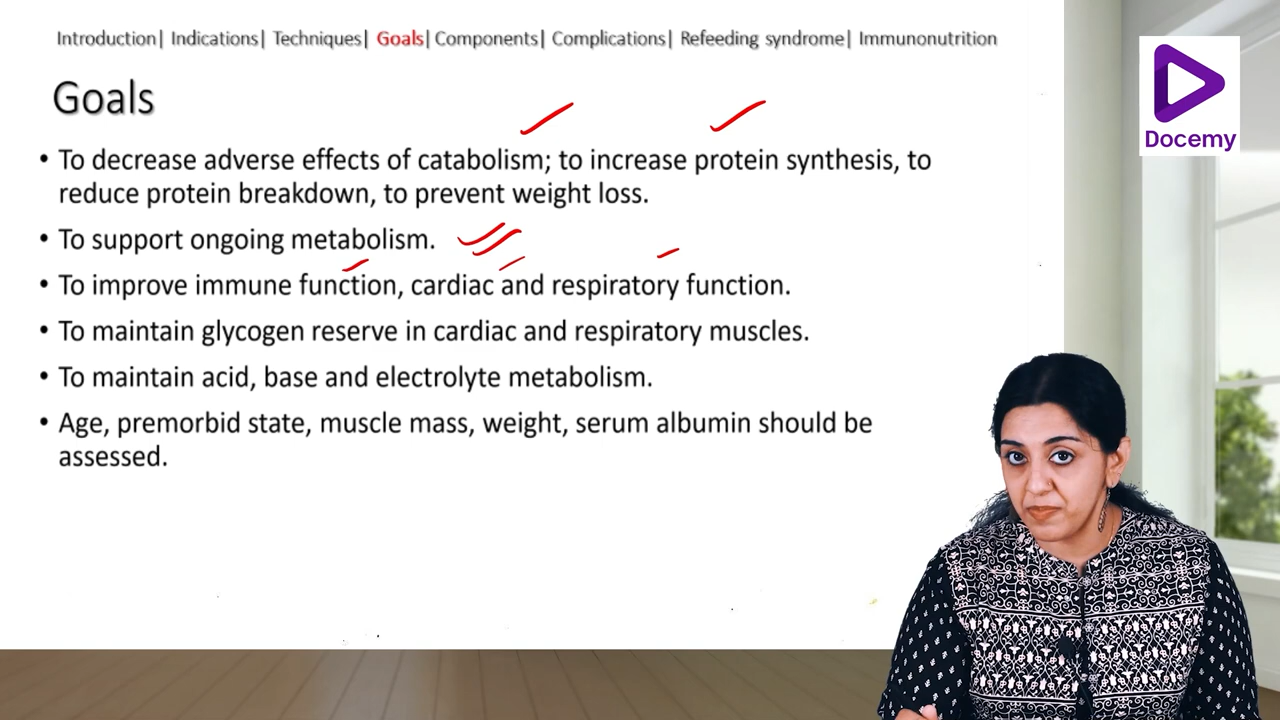 Introduction| Indications| Techniques| Goals| Components| Complications| Refeeding syndrome| Immunonutrition
Goals
Docemy
• To decrease adverse effects of catabolism; to increase protein synthesis, to
reduce protein breakdown, to prevent weight loss.
• To support ongoing metabolism.
• To improve immune function, cardiac and respiratory function.
• To maintain glycogen reserve in cardiac and respiratory muscles.
• To maintain acid, base and electrolyte metabolism.
• Age, premorbid state, muscle mass, weight, serum albumin should be
assessed.